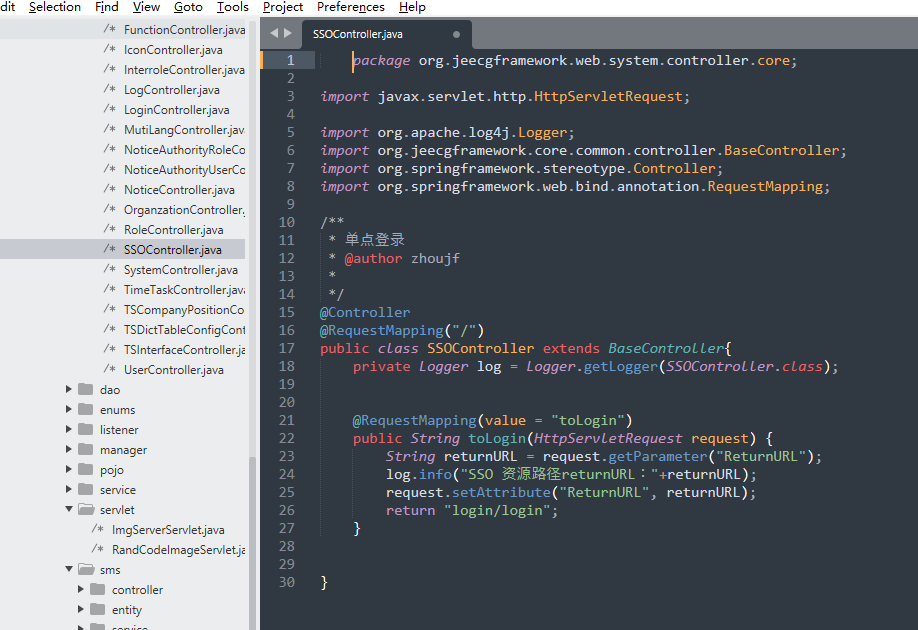 dit Selection Find View Goto Tools Project Preferences Help
FunctionController.java
IconController.java
InterroleController.java
LogController.java
LoginController.java
MutiLangController.java
NoticeAuthorityRoleCo
NoticeAuthorityUserCo
NoticeController.java
OrganzationController.
RoleController.java
SSOController.java
SystemController.java
TimeTaskController.java
TSCompanyPositionCo
TSDictTableConfigCont
TSInterfaceController.ja
UserController.java
dao
enums
listener
manager
pojo
service
servlet
ImgServerServlet.java
RandCodeImageServlet.ja
sms
controller
entity
service
SSOController.java
1 package org.jeecgframework.web.system.controller.core;
2
3 import javax.servlet.http.HttpServletRequest;
4
5 import org.apache.log4j.Logger;
6 import org.jeecgframework.core.common.controller.BaseController;
7 import org.springframework.stereotype.Controller;
8 import org.springframework.web.bind.annotation.RequestMapping;
9
10 /**
11 * 单点登录
12 * @author zhoujf
13 *
14 */
15 @Controller
16 @RequestMapping("/")
17 public class SSOController extends BaseController{
18 private Logger log = Logger.getLogger(SSOController.class);
19
20
21 @RequestMapping(value = "toLogin")
22 public String toLogin(HttpServletRequest request) {
23 String returnURL = request.getParameter("ReturnURL");
24 log.info("SSO 资源路径returnURL："+returnURL);
25 request.setAttribute("ReturnURL", returnURL);
26 return "login/login";
27 }
28
29
30 }